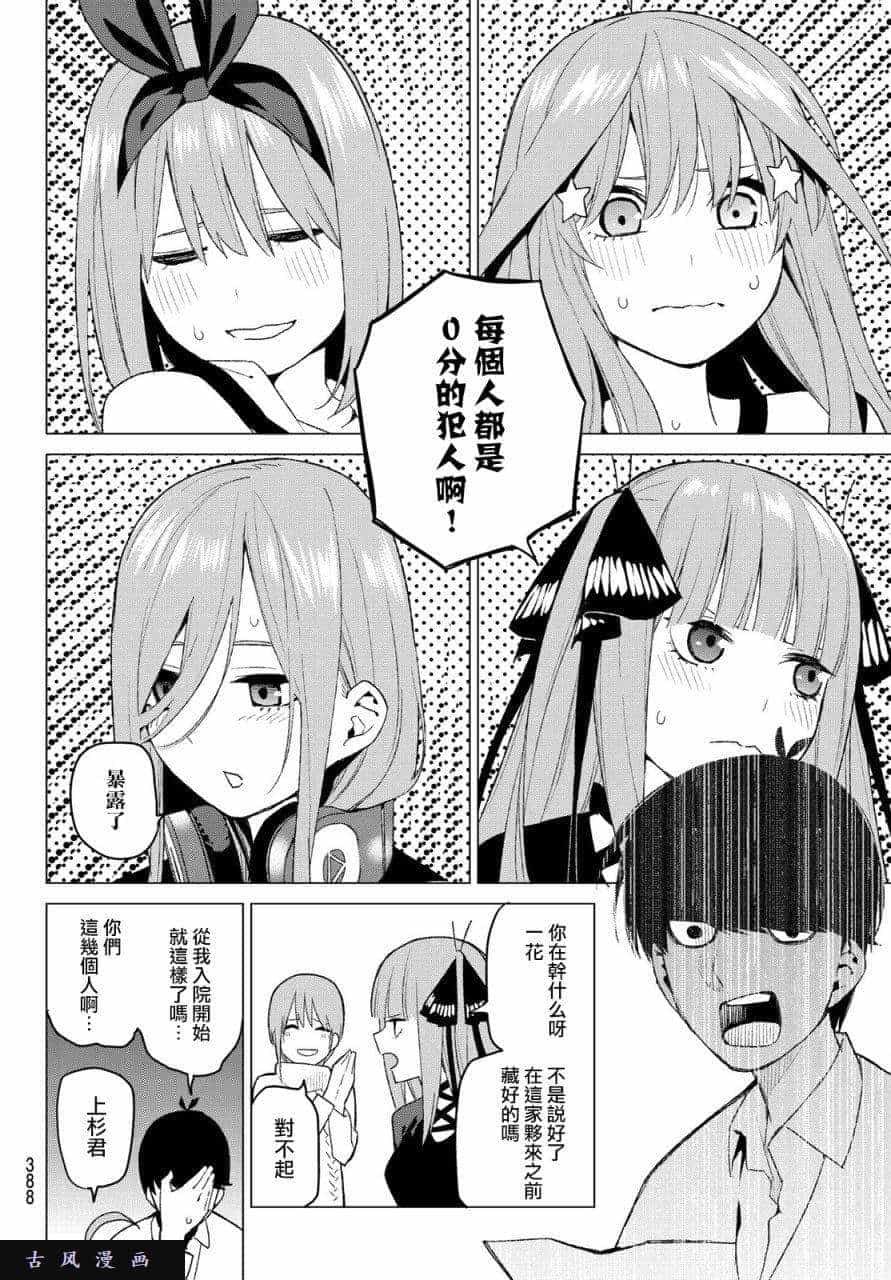 每個人都是
0分的犯人啊!
暴露了
你在幹什么呀
一花
不是說好了
在這家夥來之前
藏好的嗎
對不起
從我入院開始
就這樣了嗎…
你們
這幾個人啊…
上杉君
388
古风漫画